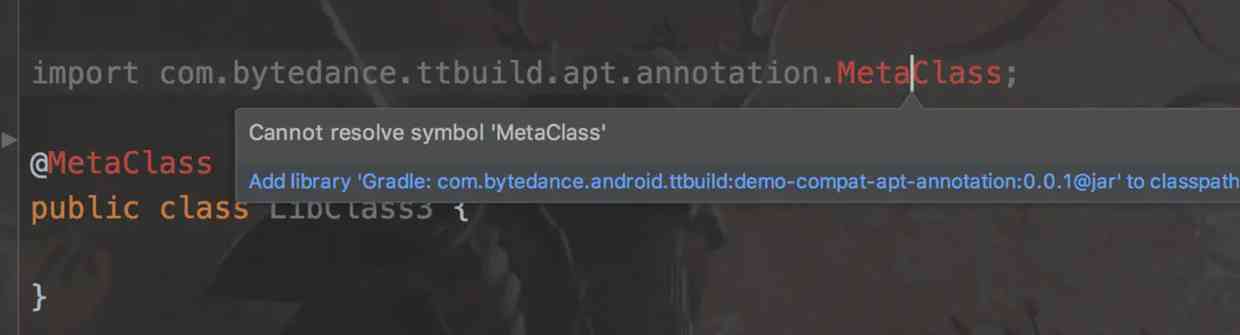 import com.bytedance.ttbuild.apt.annotation.MetaClass;
Cannot resolve symbol 'MetaClass'
@MetaClass
Add library 'Gradle: com.bytedance.android.ttbuild:demo-compat-apt-annotation:0.0.1@jar' to classpath
public class LibClass3 {
}